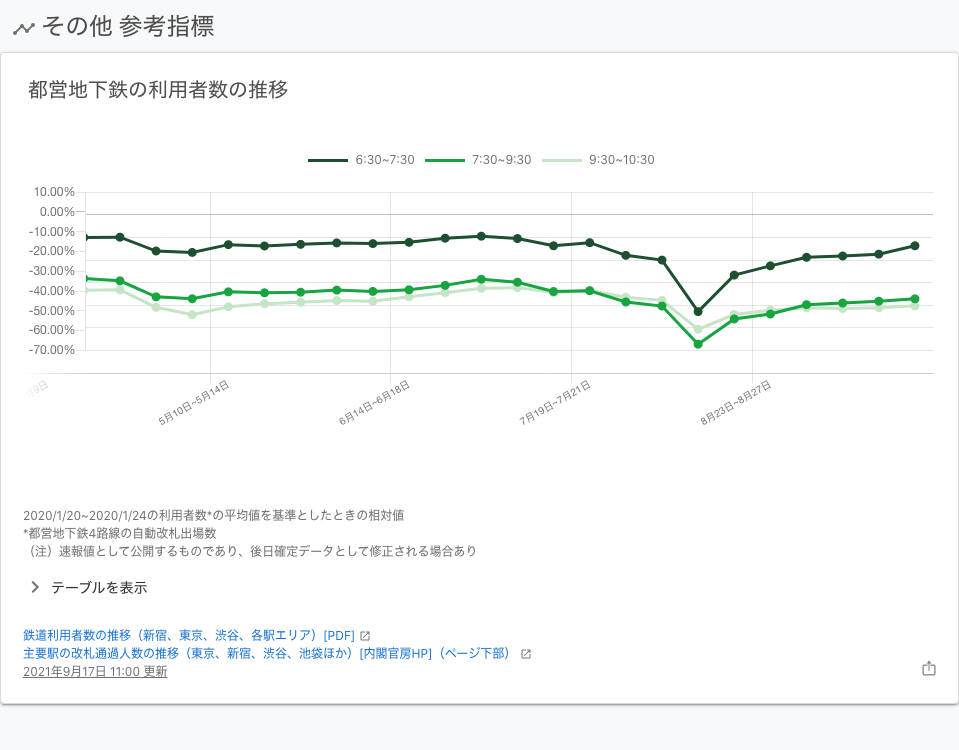 その他 参考指標
都営地下鉄の利用者数の推移
6:30~7:30 7:30~9:30 9:30~10:30
10.00%
0.00%
-10.00%
-20.00%
-30.00%
-40.00%
-50.00%
-60.00%
-70.00%
月9日 5月10日~5月14日 6月14日~6月18日 7月19日~7月21日 8月23日~8月27日
2020/1/20~2020/1/24の利用者数*の平均値を基準としたときの相対値
*都営地下鉄4路線の自動改札出場数
（注）速報値として公開するものであり、後日確定データとして修正される場合あり
テーブルを表示
鉄道利用者数の推移（新宿、東京、渋谷、各駅エリア）[PDF]
主要駅の改札通過人数の推移（東京、新宿、渋谷、池袋ほか）[内閣官房HP]（ページ下部）
2021年9月17日 11:00 更新